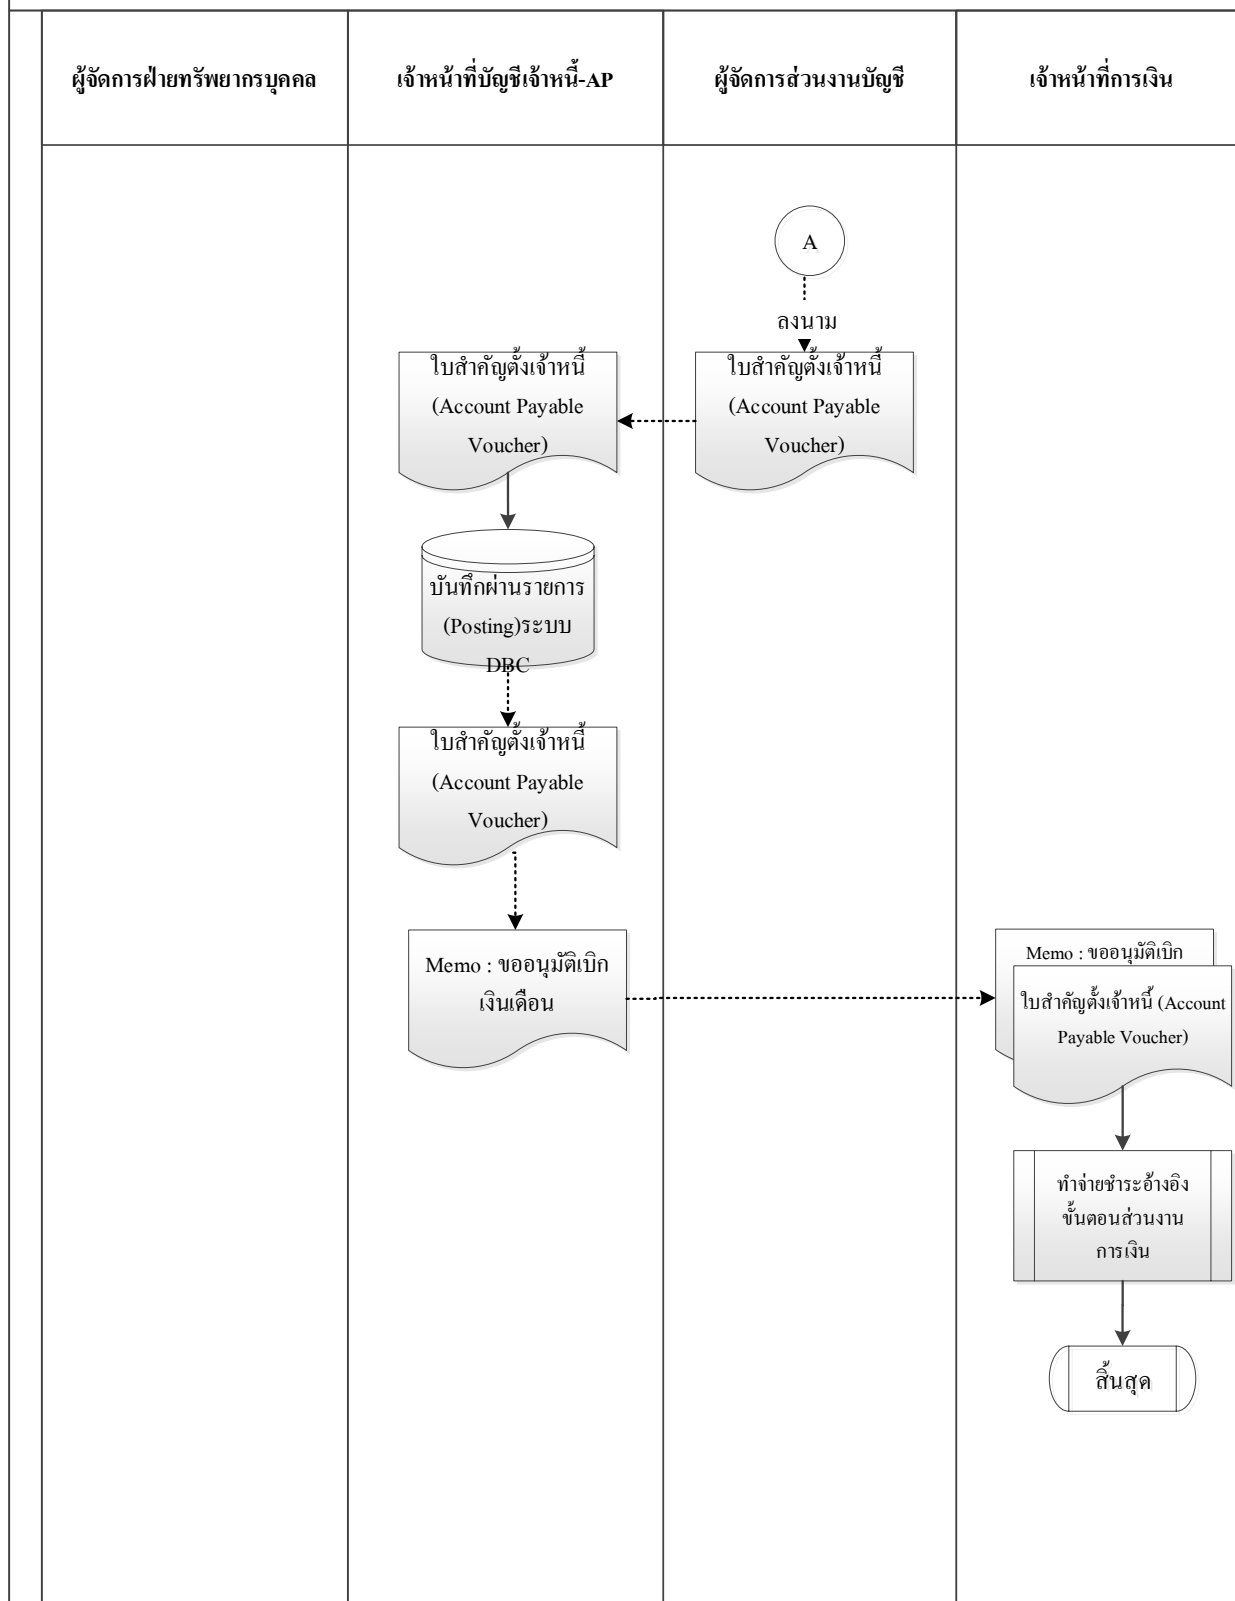 ผู้จัดการฝ่ายทรัพยากรบุคคล
เจ้าหน้าที่บัญชีเจ้าหนี้-AP
ผู้จัดการส่วนงานบัญชี
เจ้าหน้าที่การเงิน
A
ลงนาม
ใบสำคัญตั้งเจ้าหนี้
(Account Payable
Voucher)
ใบสำคัญตั้งเจ้าหนี้
(Account Payable
Voucher)
บันทึกผ่านรายการ
(Posting)ระบบ
DBC
ใบสำคัญตั้งเจ้าหนี้
(Account Payable
Voucher)
Memo : ขออนุมัติเบิก
เงินเดือน
Memo : ขออนุมัติเบิก
ใบสำคัญตั้งเจ้าหนี้ (Account
Payable Voucher)
ทำจ่ายชำระอ้างอิง
ขั้นตอนส่วนงาน
การเงิน
สิ้นสุด